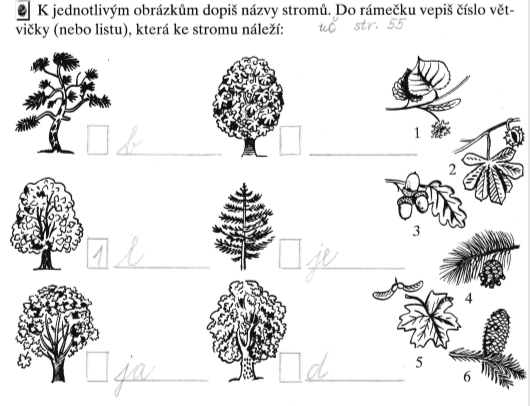 e K jednotlivým obrázkům dopiš názvy stromů. Do rámečku vepiš číslo vět-
vičky (nebo listu), která ke stromu náleží: uč str. 55
1
2
3
4
5
6
b
1 l
je
ja
d